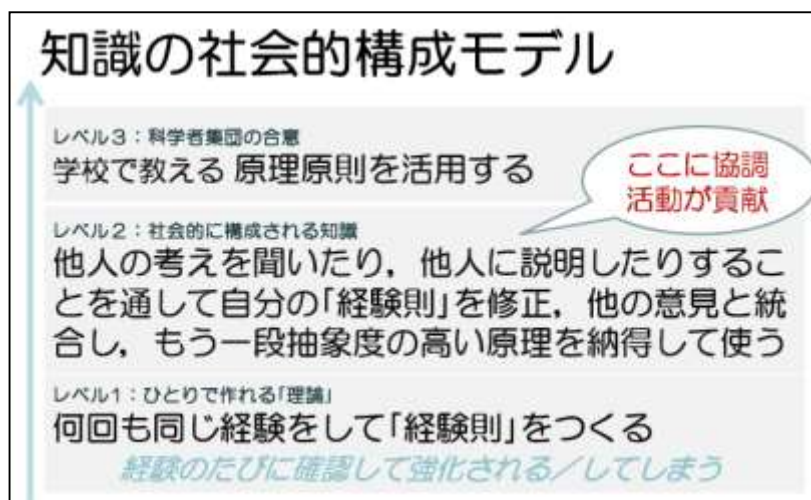 知識の社会的構成モデル
レベル3：科学者集団の合意
学校で教える 原理原則を活用する
ここに協調
活動が貢献
レベル2：社会的に構成される知識
他人の考えを聞いたり，他人に説明したりするこ
とを通して自分の「経験則」を修正，他の意見と統
合し，もう一段抽象度の高い原理を納得して使う
レベル1：ひとりで作れる「理論」
何回も同じ経験をして「経験則」をつくる
経験のたびに確認して強化される／してしまう